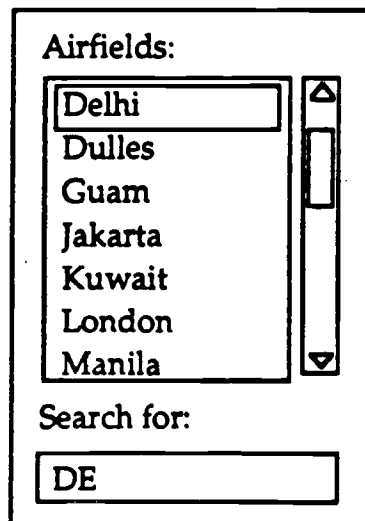 Airfields:
Delhi
Dulles
Guam
Jakarta
Kuwait
London
Manila
Search for:
DE